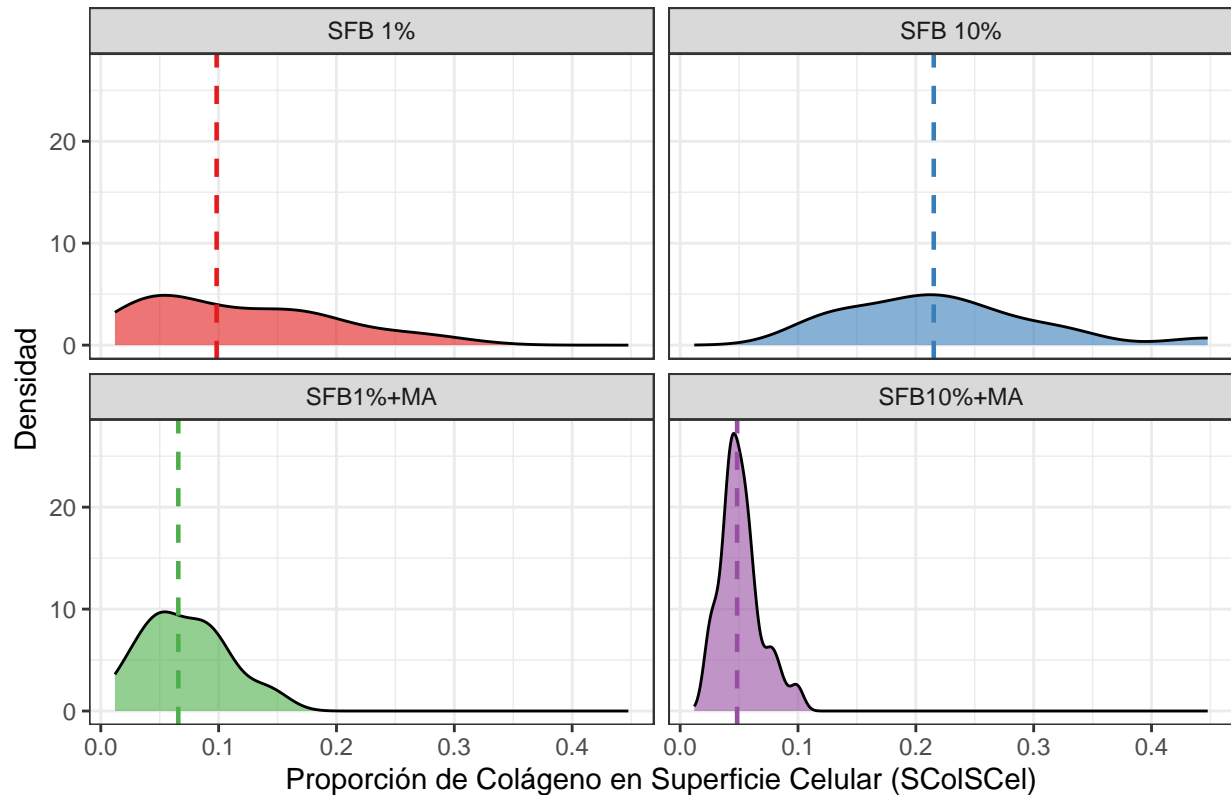 SFB 1%
SFB 10%
20
10
0
SFB1%+MA
SFB10%+MA
20
10
0
0.0 0.1 0.2 0.3 0.4
0.0 0.1 0.2 0.3 0.4
Densidad
Proporción de Colágeno en Superficie Celular (SColSCel)